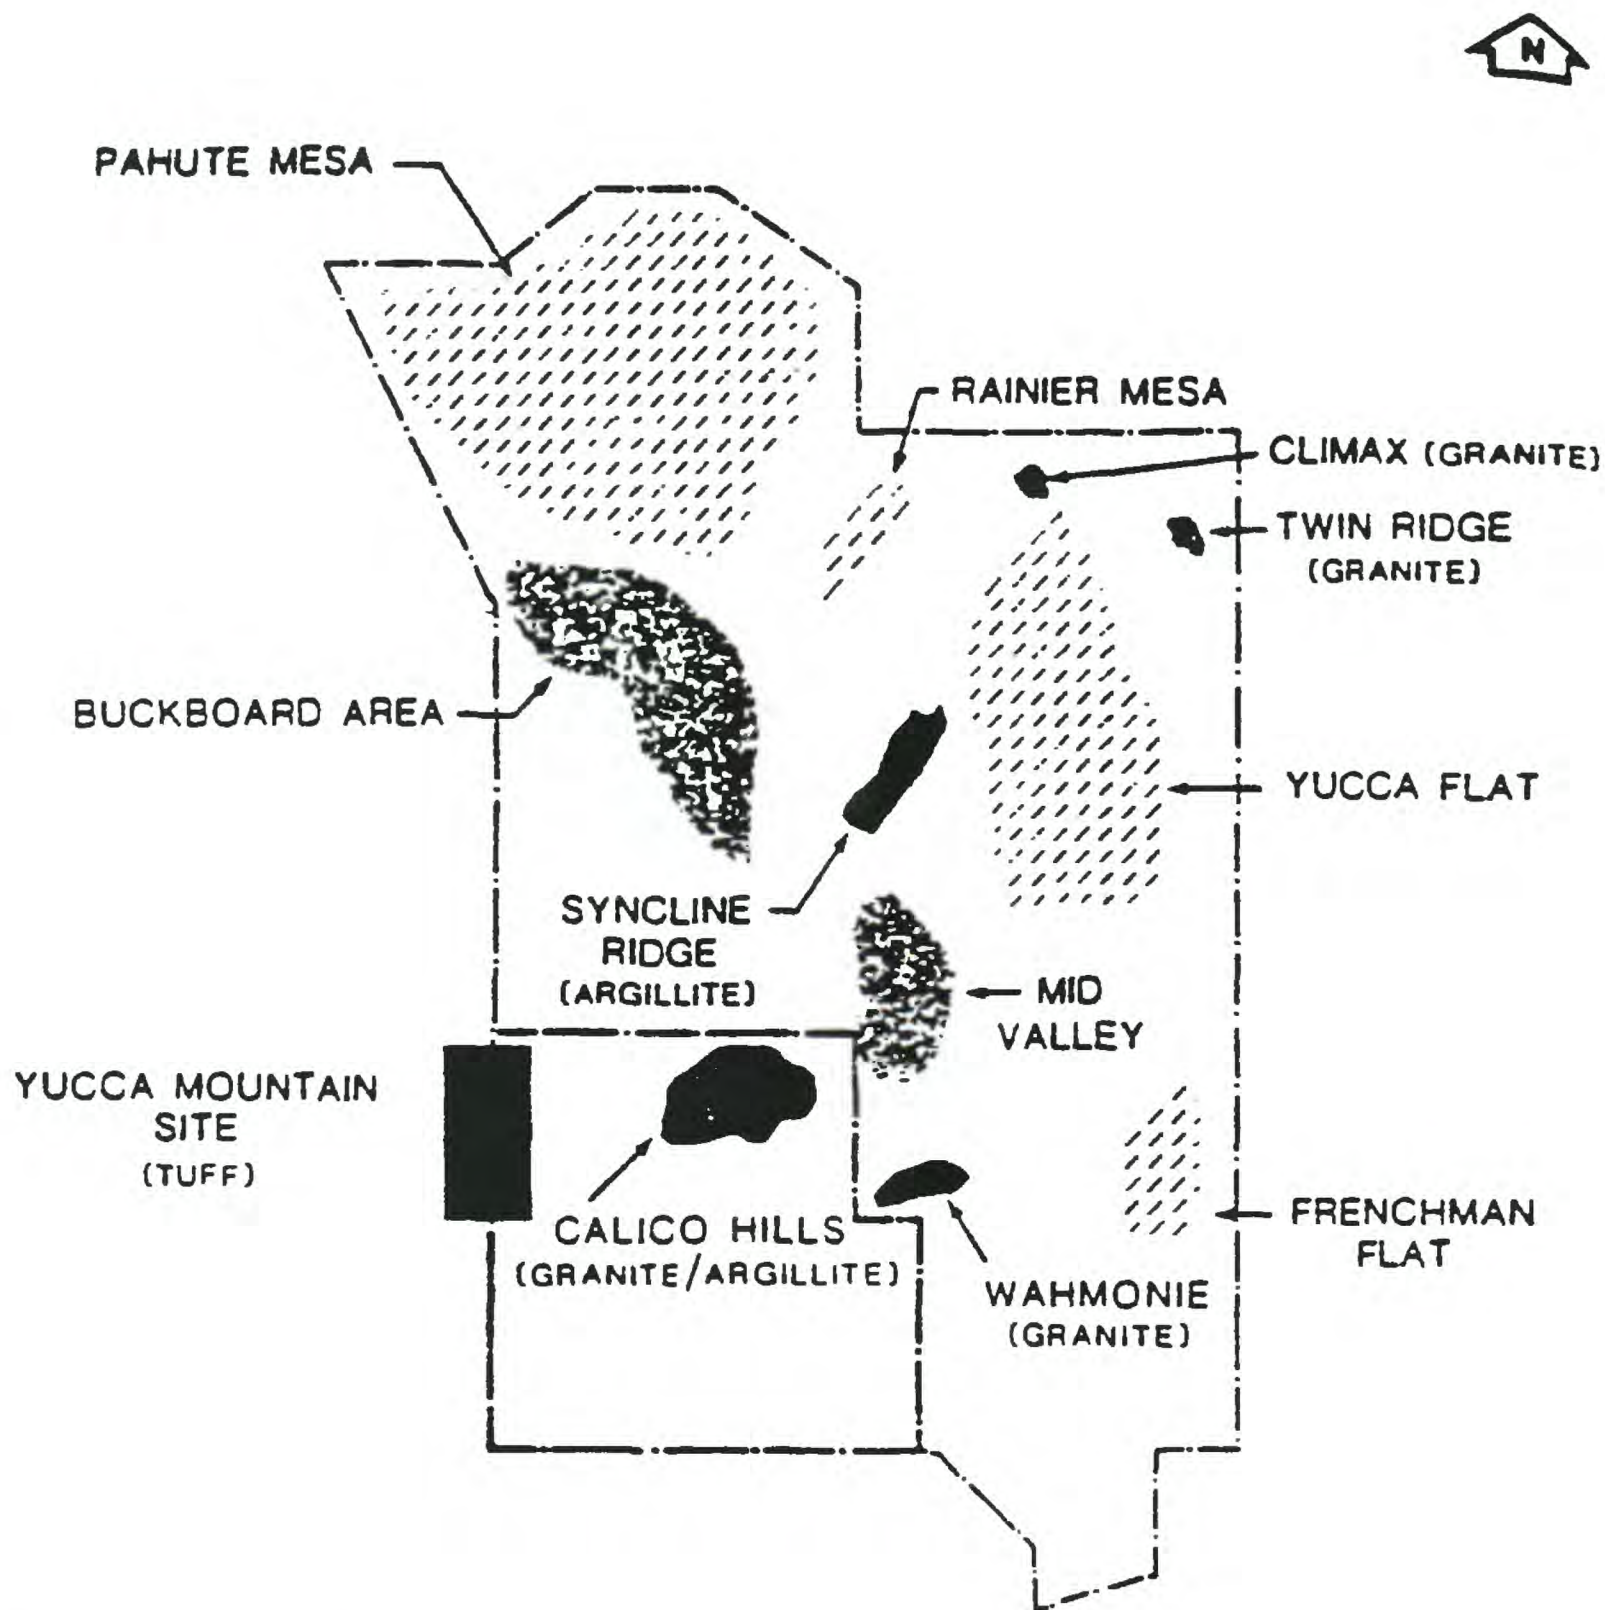 N
PAHUTE MESA
RAINIER MESA
CLIMAX (GRANITE)
TWIN RIDGE
(GRANITE)
BUCKBOARD AREA
YUCCA FLAT
SYNCLINE
RIDGE
(ARGILLITE)
MID
VALLEY
YUCCA MOUNTAIN
SITE
(TUFF)
CALICO HILLS
(GRANITE/ARGILLITE)
FRENCHMAN
FLAT
WAHMONIE
(GRANITE)